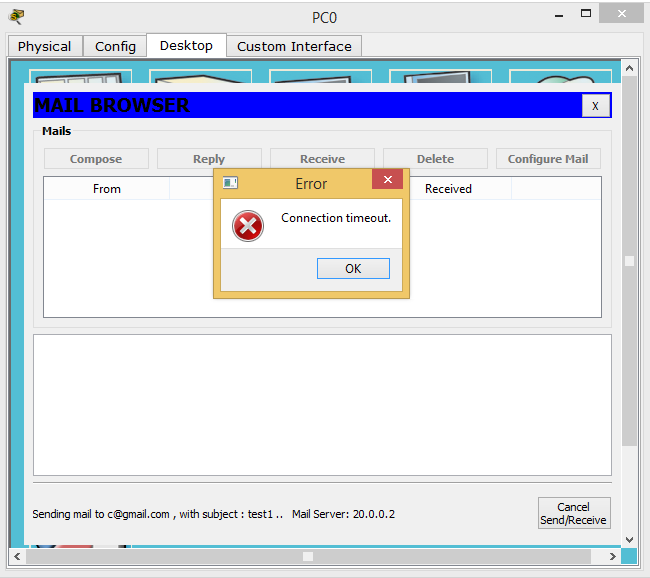 PC0
Physical Config Desktop Custom Interface
MAIL BROWSER X
Mails
Compose Reply Receive Delete Configure Mail
From Received
Error
Connection timeout.
OK
Sending mail to c@gmail.com , with subject : test1 .. Mail Server: 20.0.0.2
Cancel
Send/Receive